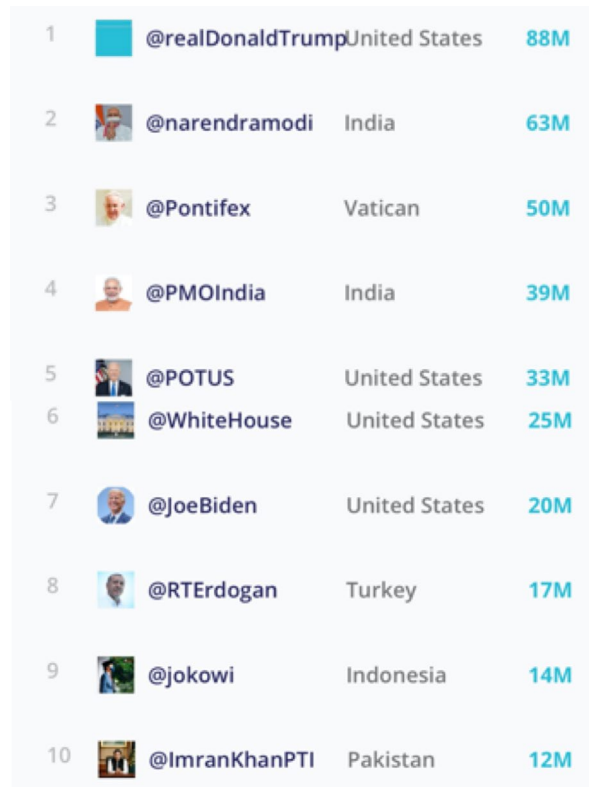 1 @realDonaldTrump United States 88M
2 @narendramodi India 63M
3 @Pontifex Vatican 50M
4 @PMOIndia India 39M
5 @POTUS United States 33M
6 @WhiteHouse United States 25M
7 @JoeBiden United States 20M
8 @RTErdogan Turkey 17M
9 @jokowi Indonesia 14M
10 @ImranKhanPTI Pakistan 12M